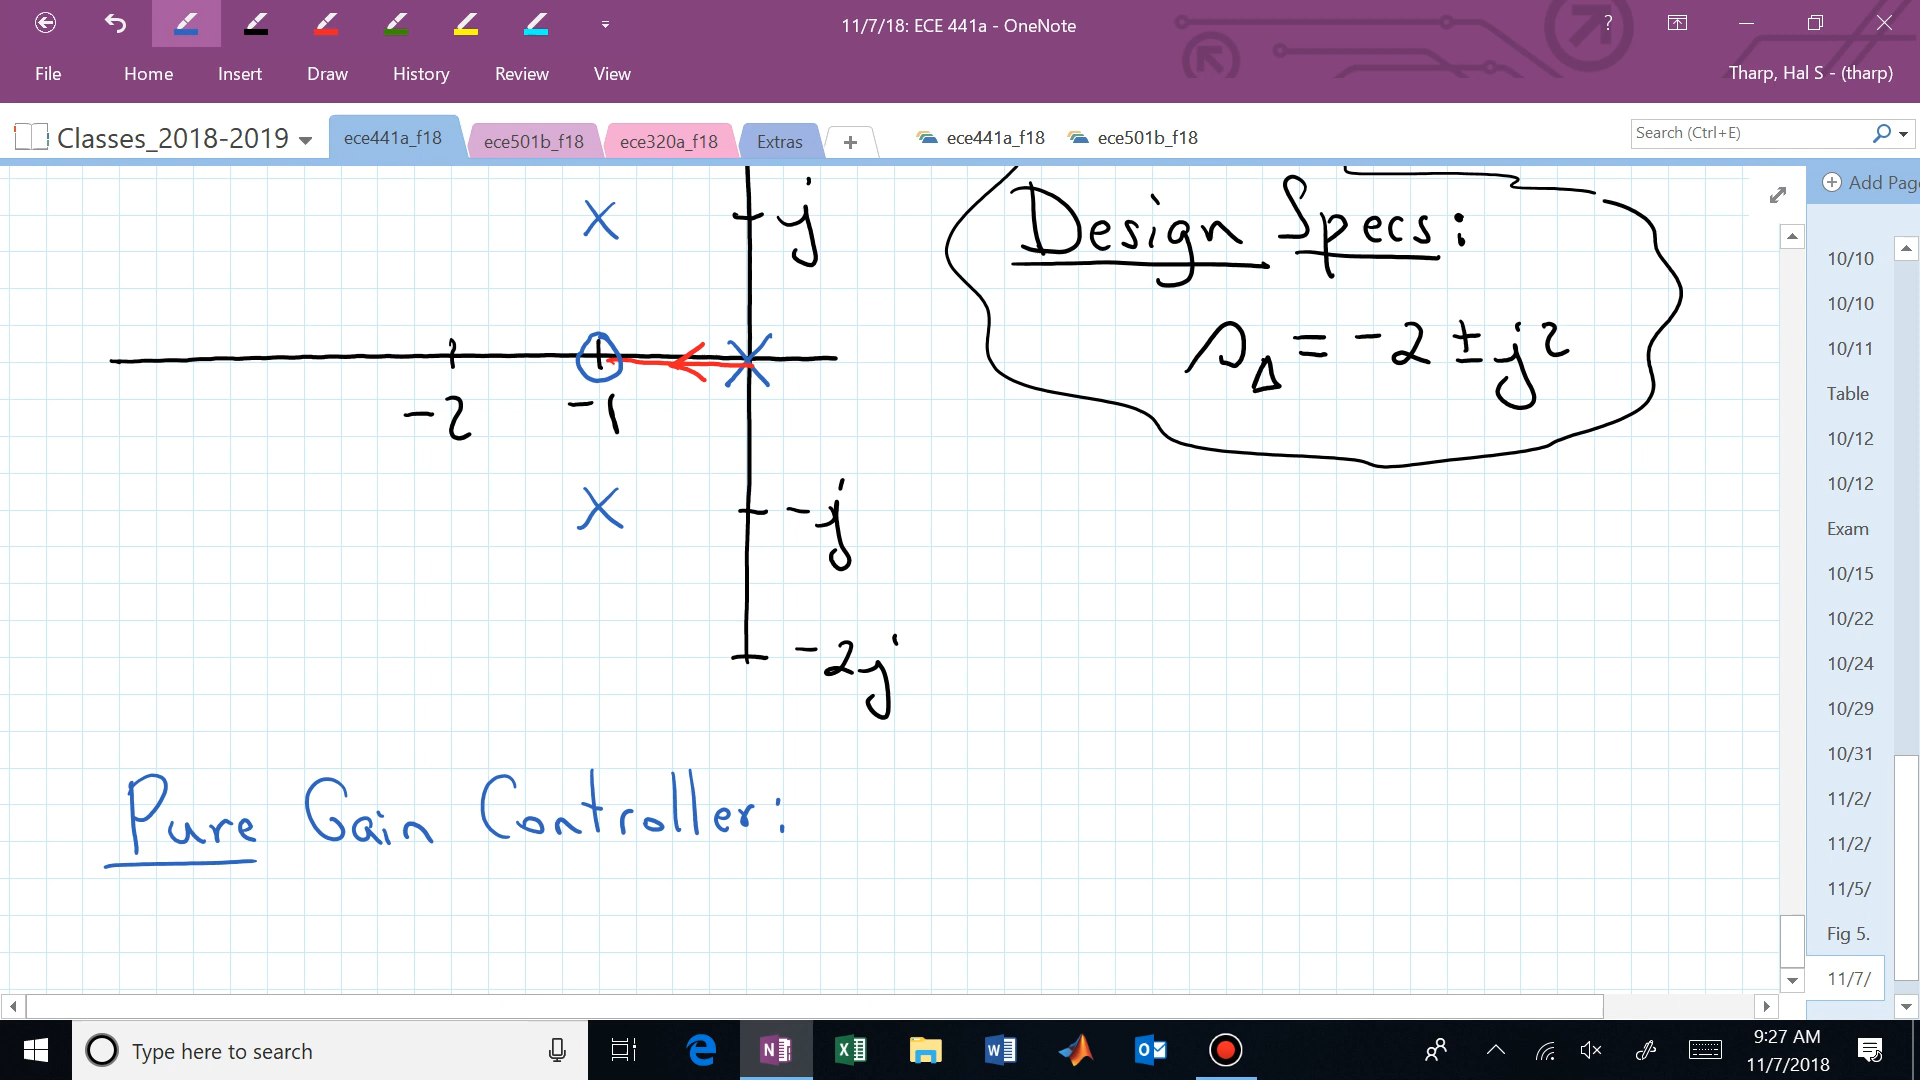 11/7/18: ECE 441a - OneNote
?
File Home Insert Draw History Review View
Tharp, Hal S - (tharp)
Classes_2018-2019
ece441a_f18
ece501b_f18
ece320a_f18
Extras
ece441a_f18
ece501b_f18
Search (Ctrl+E)
Add Pag
10/10
10/10
10/11
Table
10/12
10/12
Exam
10/15
10/22
10/24
10/29
10/31
11/2/
11/2/
11/5/
Fig 5.
11/7/
X
j
Design Specs:
s_Δ = -2 ± j2
X
-2
-1
X
-j
-2j
Pure Gain Controller:
Type here to search
9:27 AM
11/7/2018